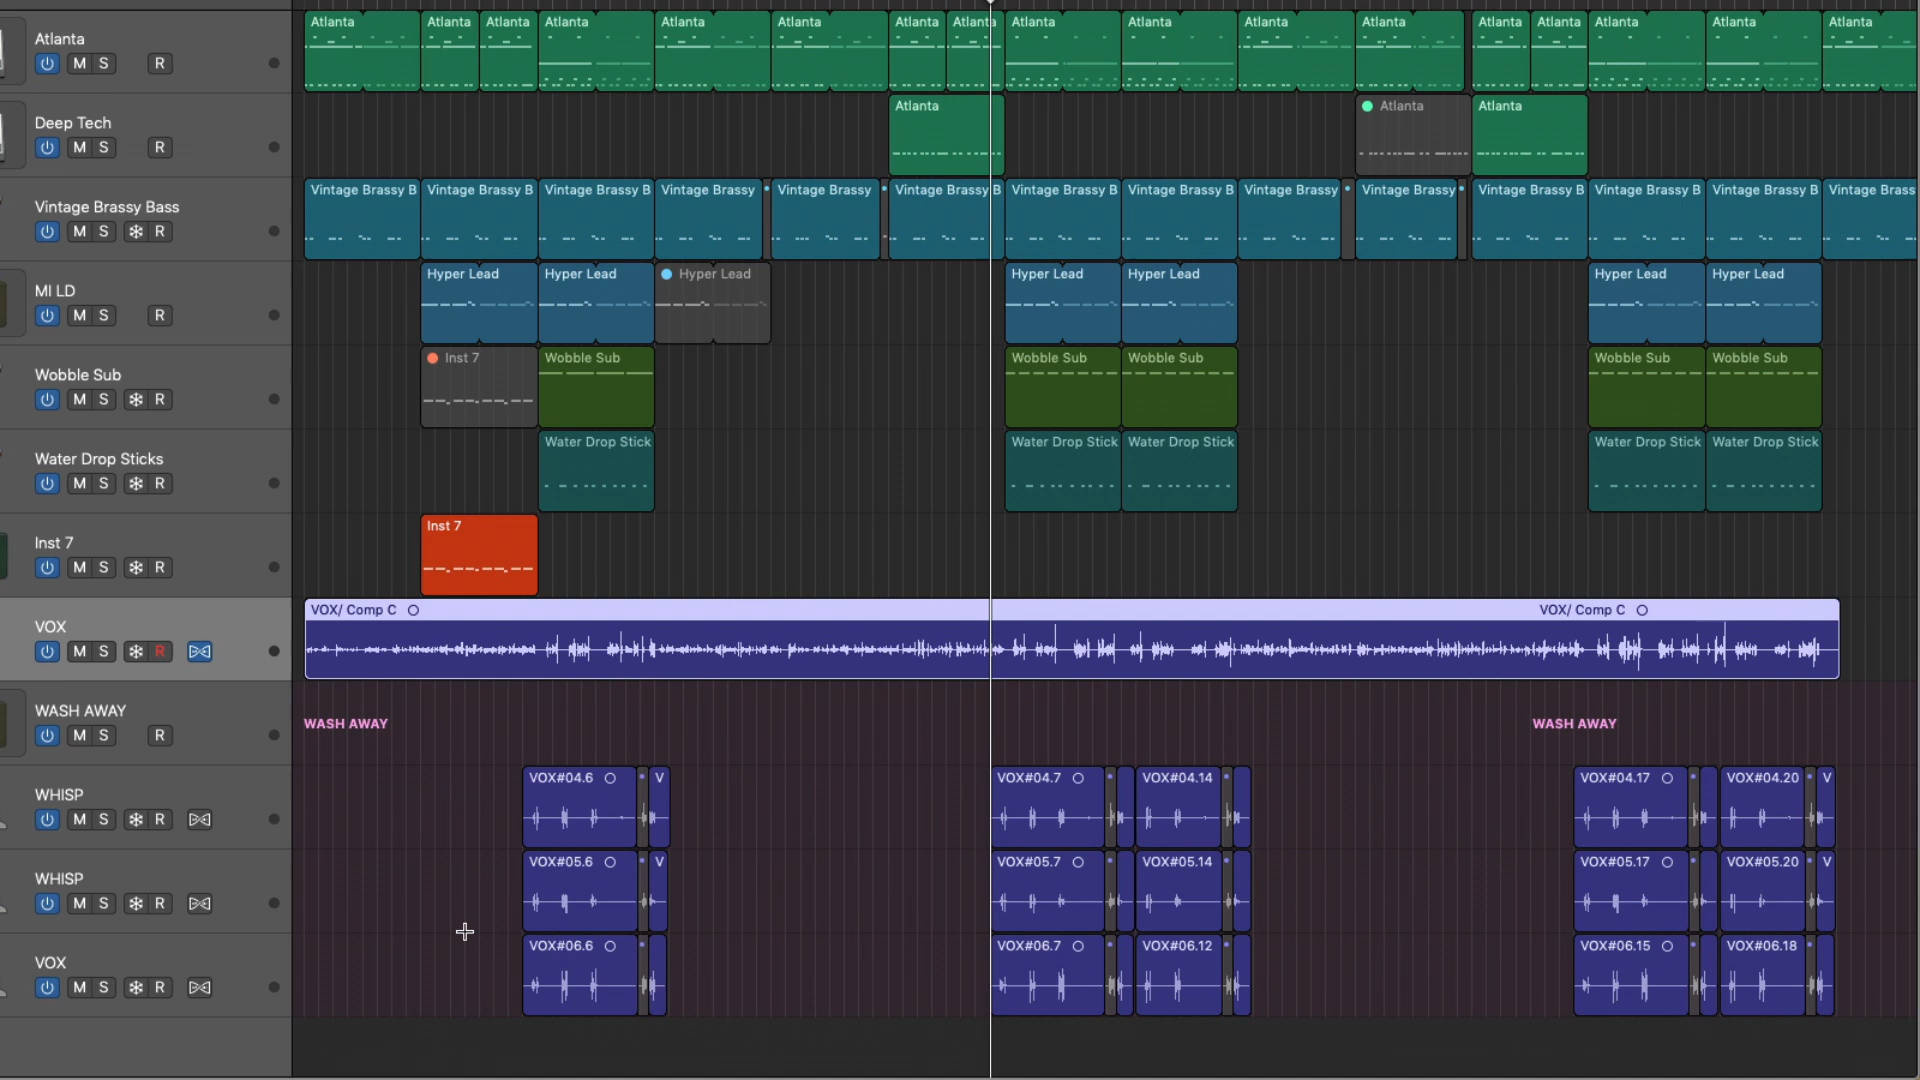 Atlanta
M S R
Atlanta Atlanta Atlanta Atlanta Atlanta Atlanta Atlanta Atlanta Atlanta Atlanta Atlanta Atlanta Atlanta Atlanta Atlanta Atlanta Atlanta
Deep Tech
M S R
Atlanta Atlanta Atlanta
Vintage Brassy Bass
M S R
Vintage Brassy B Vintage Brassy B Vintage Brassy B Vintage Brassy Vintage Brassy Vintage Brassy B Vintage Brassy B Vintage Brassy B Vintage Brassy Vintage Brassy Vintage Brassy B Vintage Brassy B Vintage Brassy B Vintage Brass
MI LD
M S R
Hyper Lead Hyper Lead Hyper Lead Hyper Lead Hyper Lead Hyper Lead Hyper Lead
Wobble Sub
M S R
Inst 7 Wobble Sub Wobble Sub Wobble Sub Wobble Sub Wobble Sub
Water Drop Sticks
M S R
Water Drop Stick Water Drop Stick Water Drop Stick Water Drop Stick Water Drop Stick
Inst 7
M S R
Inst 7
VOX
M S R
VOX/ Comp C VOX/ Comp C
WASH AWAY
M S R
WASH AWAY WASH AWAY
WHISP
M S R
VOX#04.6 V VOX#04.7 VOX#04.14 VOX#04.17 VOX#04.20 V
WHISP
M S R
VOX#05.6 V VOX#05.7 VOX#05.14 VOX#05.17 VOX#05.20 V
VOX
M S R
VOX#06.6 VOX#06.7 VOX#06.12 VOX#06.15 VOX#06.18